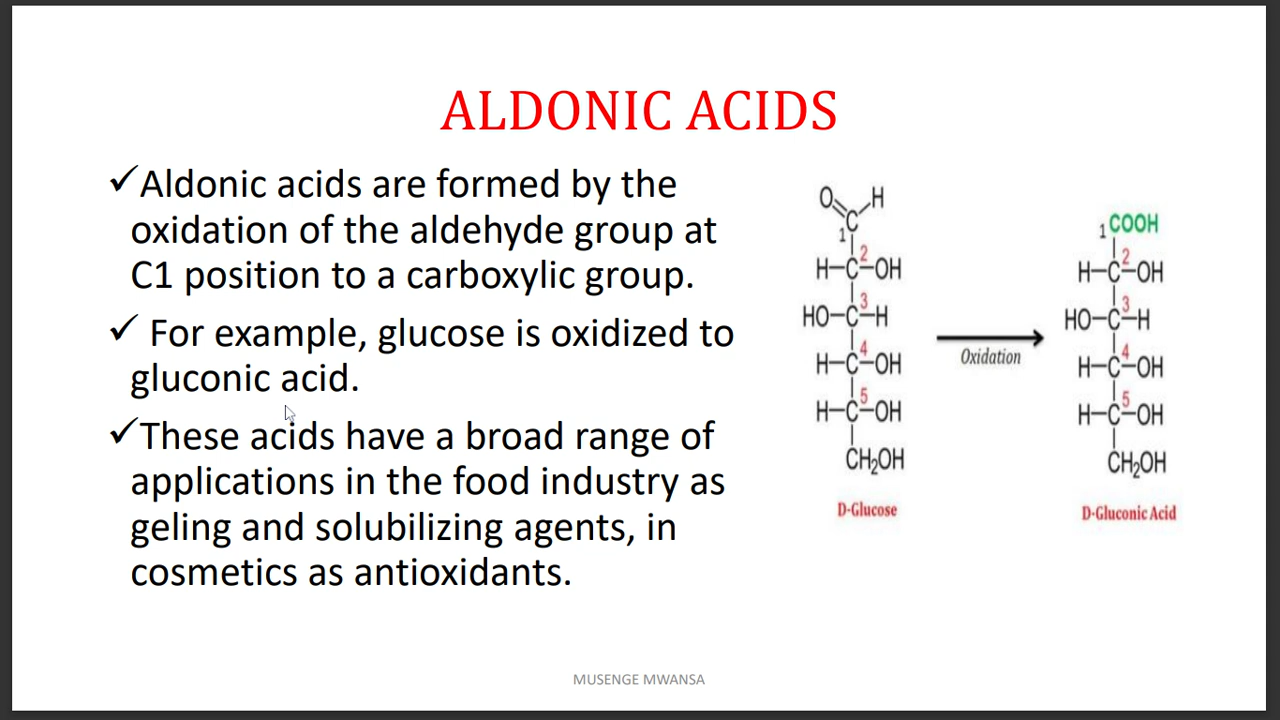 ALDONIC ACIDS
✓Aldonic acids are formed by the
oxidation of the aldehyde group at
C1 position to a carboxylic group.
✓ For example, glucose is oxidized to
gluconic acid.
✓These acids have a broad range of
applications in the food industry as
geling and solubilizing agents, in
cosmetics as antioxidants.
O H
C
1
2
H-C-OH
3
HO-C-H
4
H-C-OH
5
H-C-OH
CH₂OH
D-Glucose
Oxidation
1 COOH
2
H-C-OH
3
HO-C-H
4
H-C-OH
5
H-C-OH
CH₂OH
D-Gluconic Acid
MUSENGE MWANSA